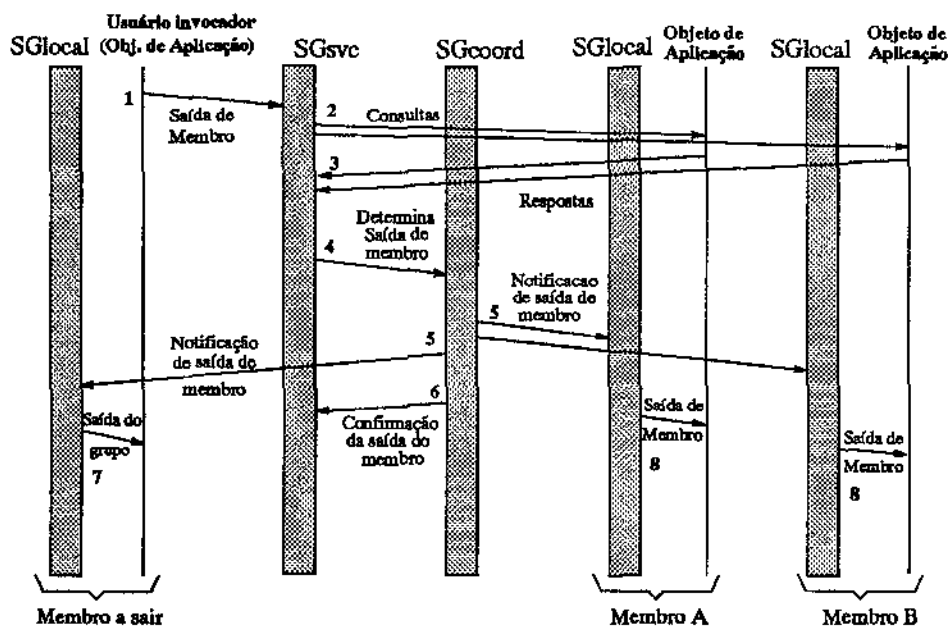 Usuário invocador
(Obj. de Aplicação)
SGlocal
SGsvc
SGcoord
SGlocal
Objeto de
Aplicação
SGlocal
Objeto de
Aplicação
1
Saída de
Membro
2
Consultas
3
Respostas
Determina
Saída de
membro
4
Notificacao
de saída de
membro
5
Notificação
de saída do
membro
5
6
Confirmação
da saída do
membro
Saída do
grupo
7
Saída de
Membro
8
Saída de
Membro
8
Membro a sair
Membro A
Membro B